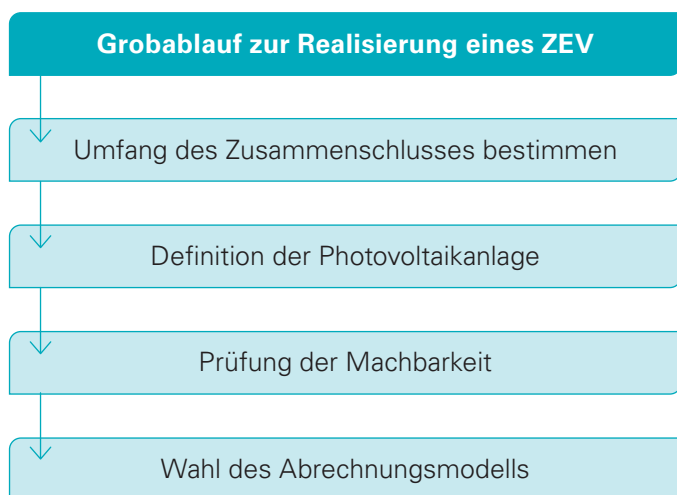 Grobablauf zur Realisierung eines ZEV
Umfang des Zusammenschlusses bestimmen
Definition der Photovoltaikanlage
Prüfung der Machbarkeit
Wahl des Abrechnungsmodells